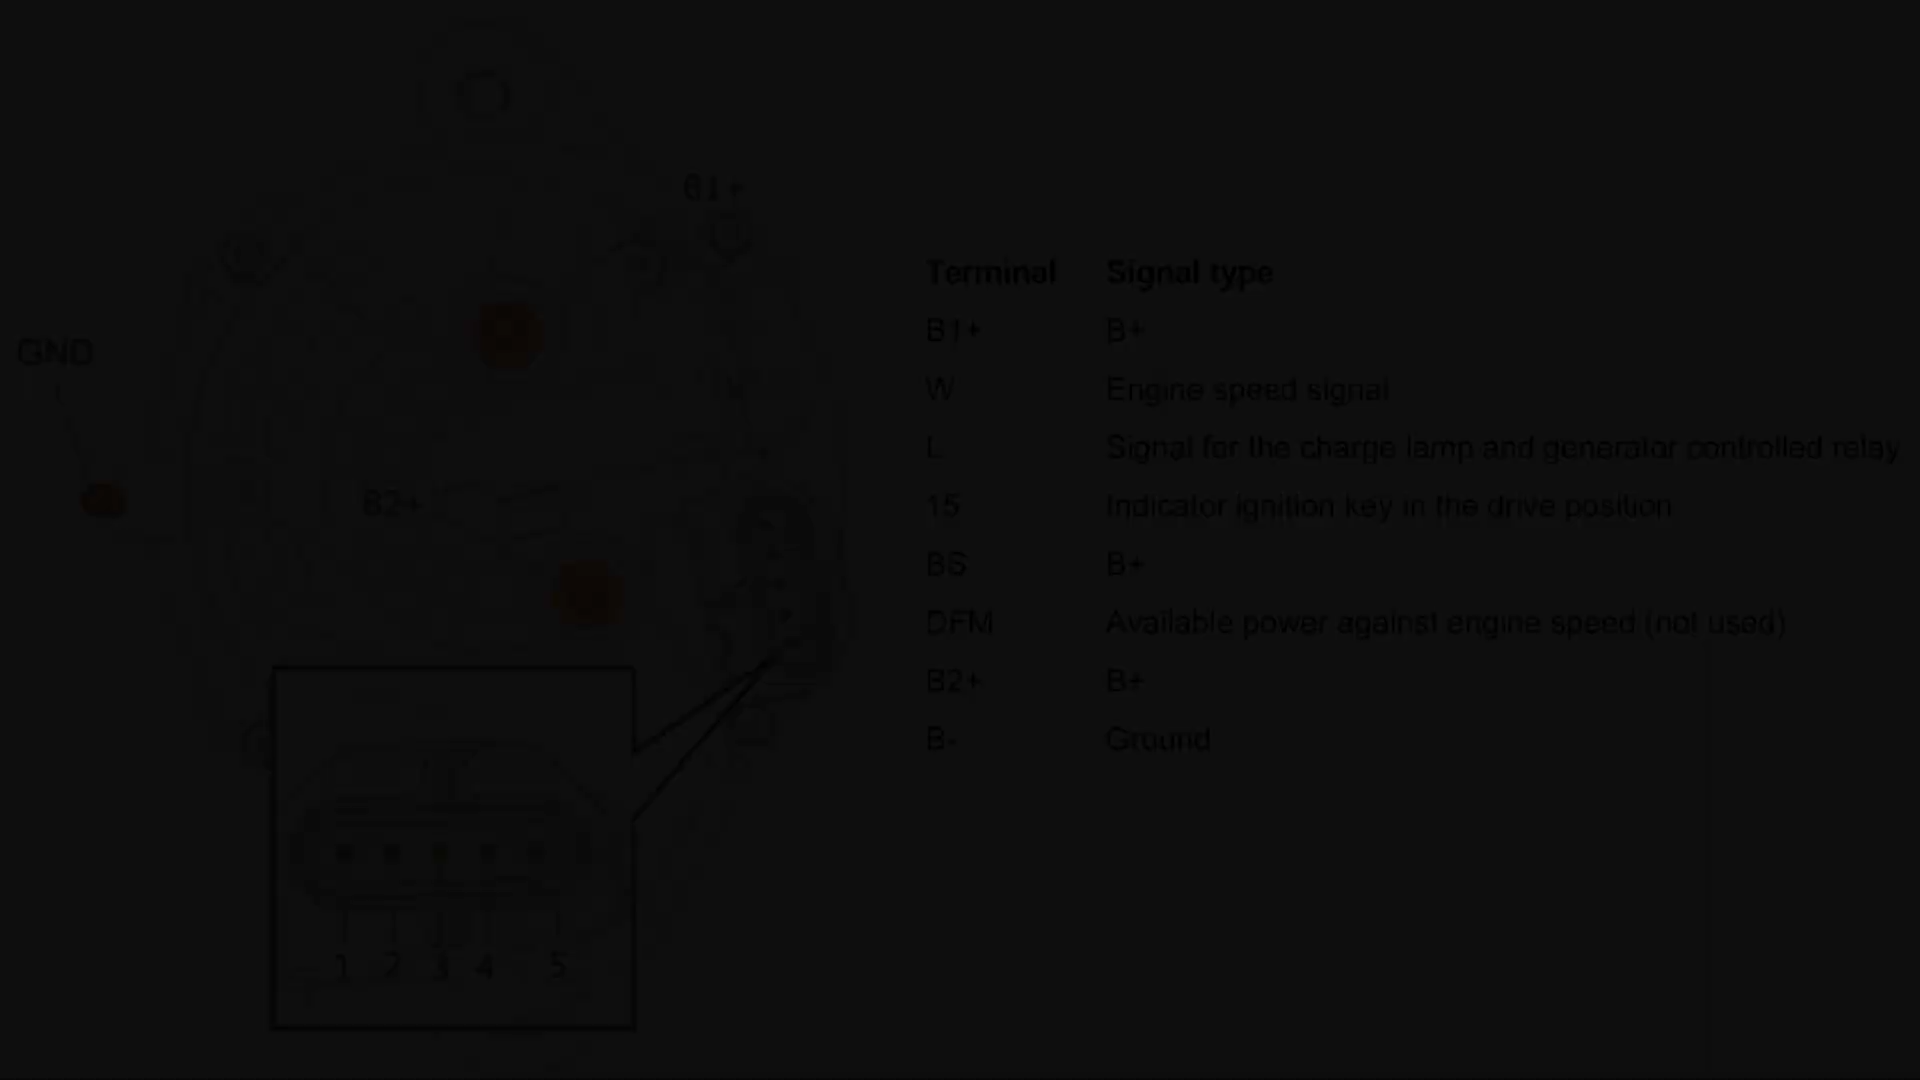 B1+
GND
B2+
1 2 3 4 5
Terminal Signal type
B1+ B+
W Engine speed signal
L Signal for the charge lamp and generator controlled relay
15 Indicator ignition key in the drive position
BS B+
DFM Available power against engine speed (not used)
B2+ B+
B- Ground